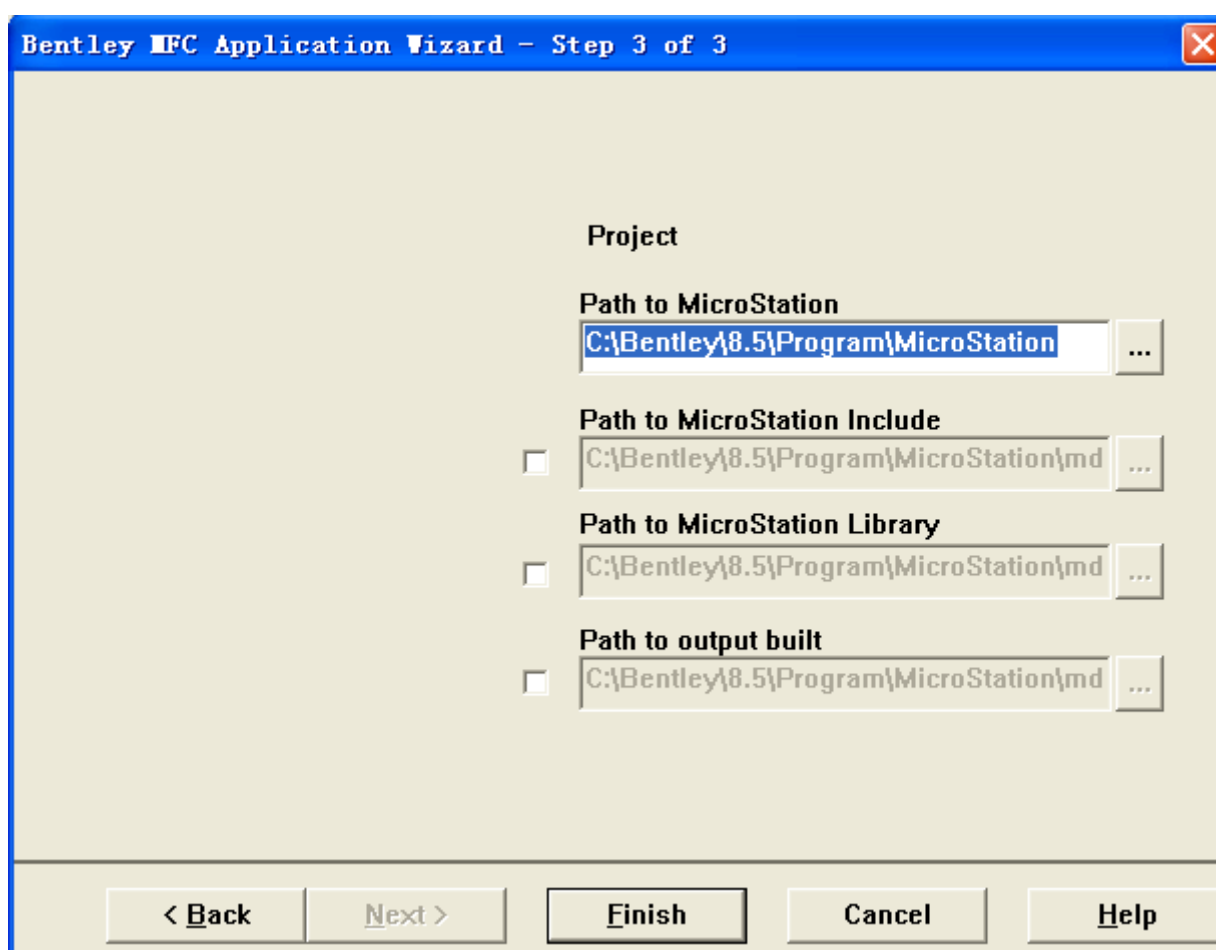 Bentley MFC Application Wizard - Step 3 of 3
Project
Path to MicroStation
C:\Bentley\8.5\Program\MicroStation
...
Path to MicroStation Include
C:\Bentley\8.5\Program\MicroStation\md
...
Path to MicroStation Library
C:\Bentley\8.5\Program\MicroStation\md
...
Path to output built
C:\Bentley\8.5\Program\MicroStation\md
...
< Back Next > Finish Cancel Help